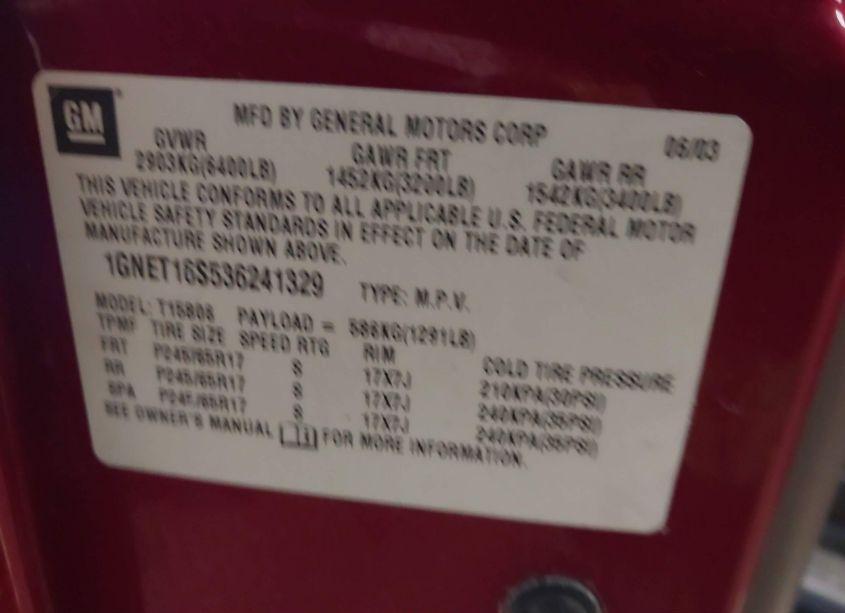 GM
MFD BY GENERAL MOTORS CORP 06/03
GVWR GAWR FRT GAWR RR
2903KG(6400LB) 1452KG(3200LB) 1542KG(3400LB)
THIS VEHICLE CONFORMS TO ALL APPLICABLE U.S. FEDERAL MOTOR
VEHICLE SAFETY STANDARDS IN EFFECT ON THE DATE OF
MANUFACTURE SHOWN ABOVE.
1GNET16S536241329 TYPE: M.P.V.
MODEL: PAYLOAD = 586KG(1291LB)
TPMF TIRE SIZE SPEED RTG RIM COLD TIRE PRESSURE
FRT P245/65R17 S 17X7J 210KPA(30PSI)
RR P245/65R17 S 17X7J 240KPA(35PSI)
SPA P245/65R17 S 17X7J 240KPA(35PSI)
SEE OWNER'S MANUAL FOR MORE INFORMATION.